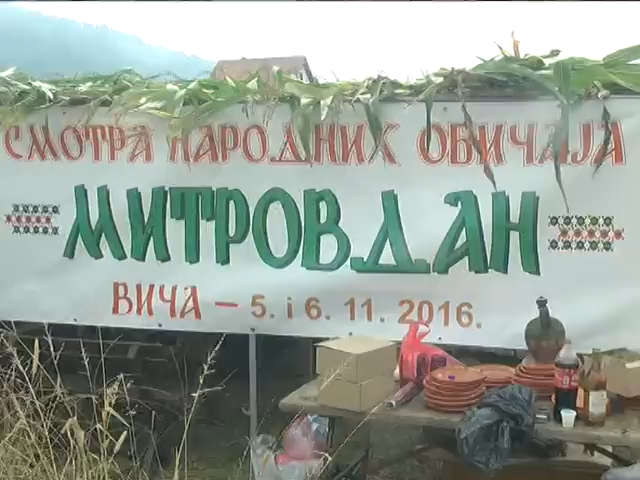 СМОТРА НАРОДНИХ ОБИЧАЈА
МИТРОВДАН
ВИЧА – 5. i 6. 11. 2016.